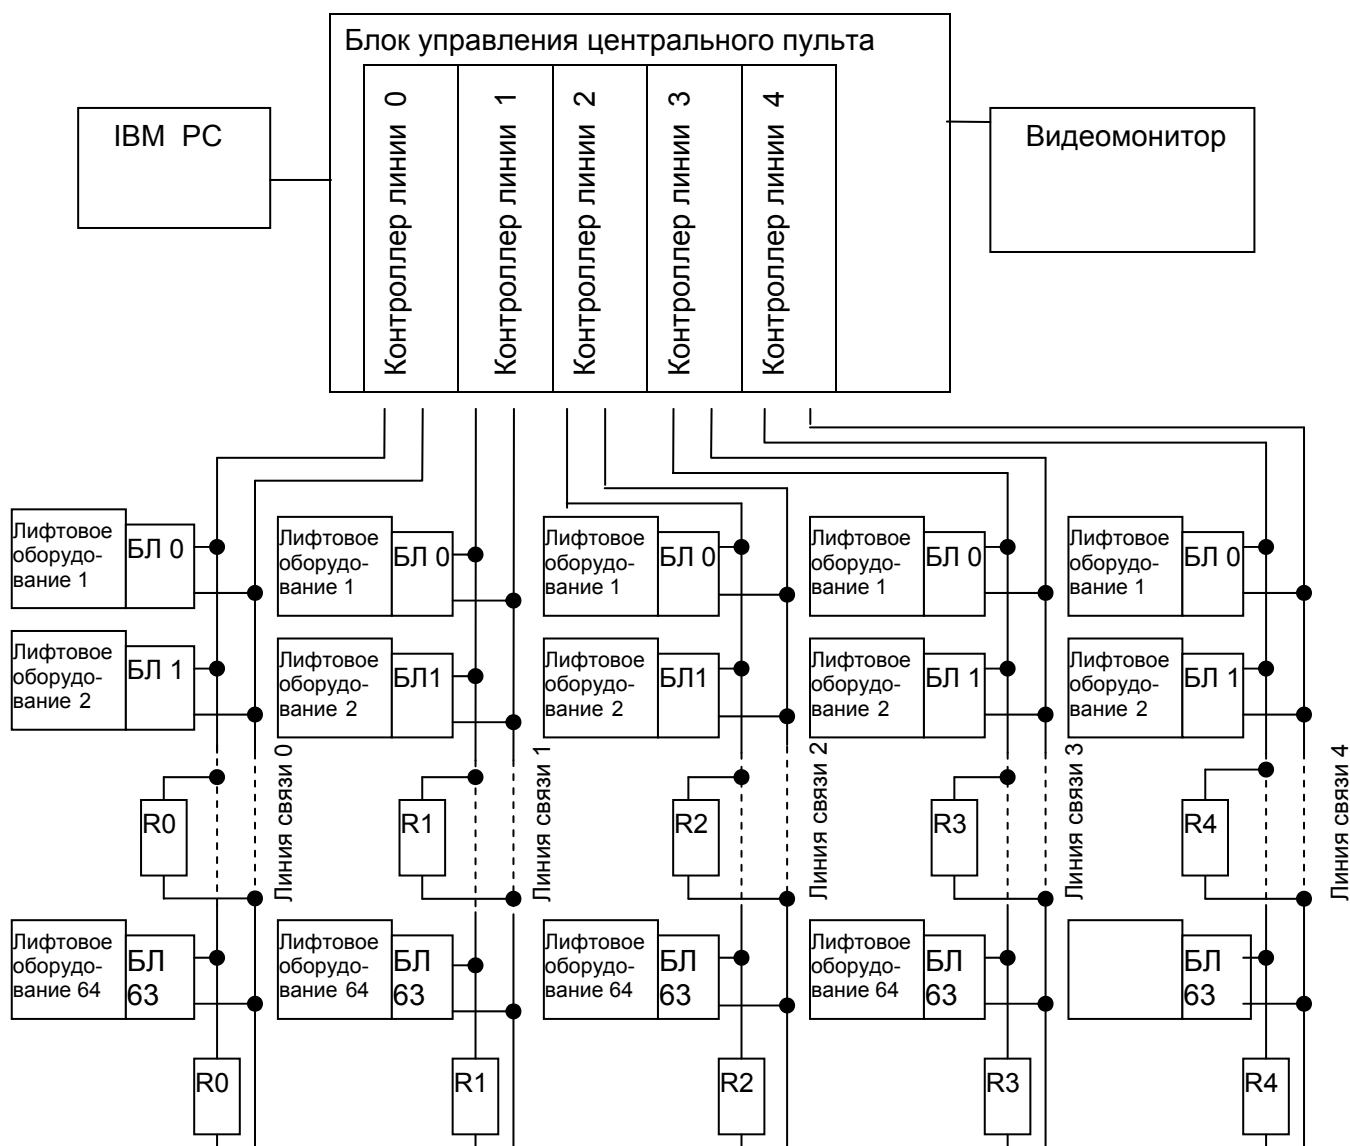 Блок управления центрального пульта
IBM PC
Контроллер линии 0
Контроллер линии 1
Контроллер линии 2
Контроллер линии 3
Контроллер линии 4
Видеомонитор
Лифтовое
оборудо-
вание 1
БЛ 0
Лифтовое
оборудо-
вание 1
БЛ 0
Лифтовое
оборудо-
вание 1
БЛ 0
Лифтовое
оборудо-
вание 1
БЛ 0
Лифтовое
оборудо-
вание 1
БЛ 0
Лифтовое
оборудо-
вание 2
БЛ 1
Лифтовое
оборудо-
вание 2
БЛ1
Лифтовое
оборудо-
вание 2
БЛ1
Лифтовое
оборудо-
вание 2
БЛ 1
Лифтовое
оборудо-
вание 2
БЛ 1
R0
Линия связи 0
R1
Линия связи 1
R2
Линия связи 2
R3
Линия связи 3
R4
Линия связи 4
Лифтовое
оборудо-
вание 64
БЛ
63
Лифтовое
оборудо-
вание 64
БЛ
63
Лифтовое
оборудо-
вание 64
БЛ
63
Лифтовое
оборудо-
вание 64
БЛ
63
БЛ
63
R0
R1
R2
R3
R4